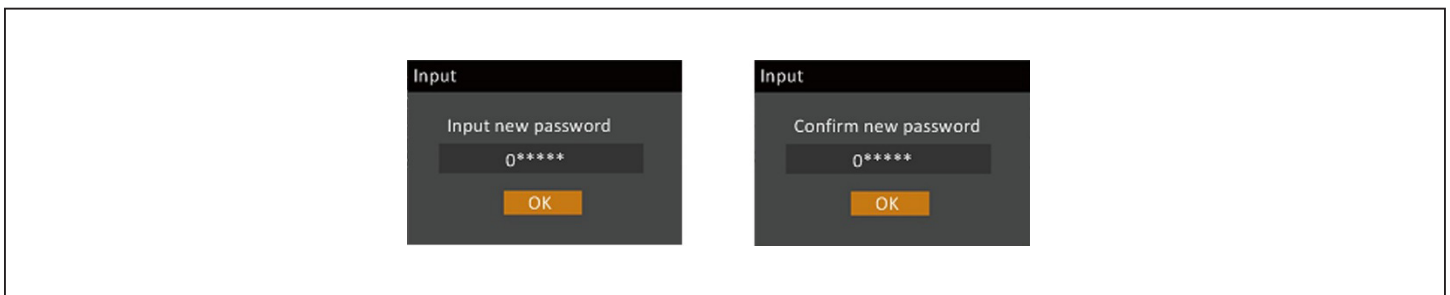 Input
Input new password
0*****
OK
Input
Confirm new password
0*****
OK